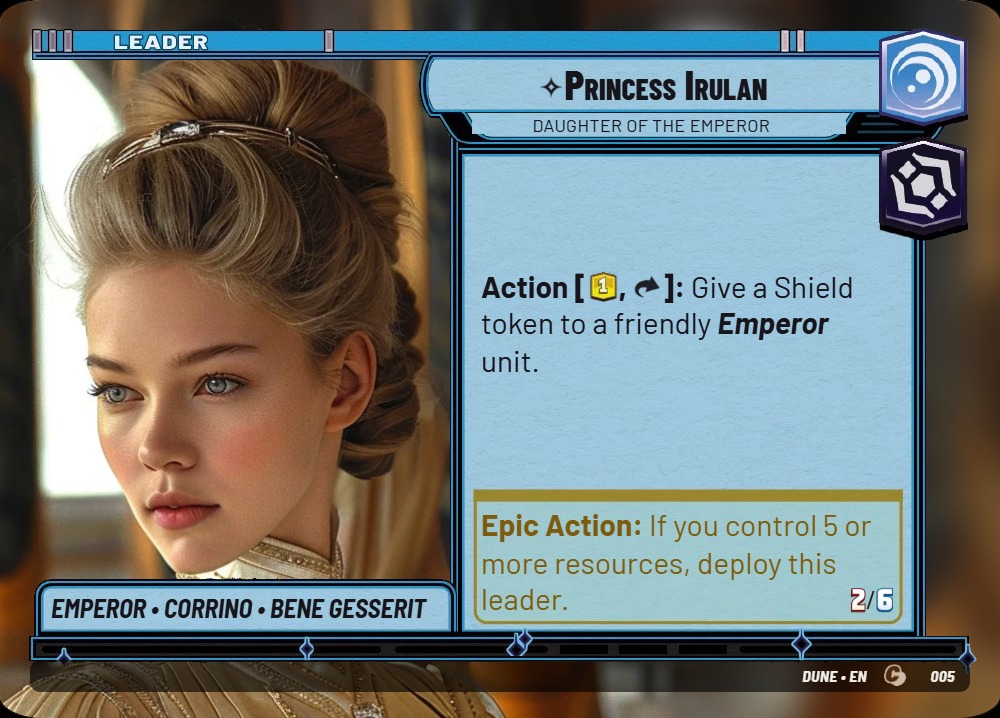 LEADER
✧PRINCESS IRULAN
DAUGHTER OF THE EMPEROR
Action [1, ]: Give a Shield
token to a friendly Emperor
unit.
Epic Action: If you control 5 or
more resources, deploy this
leader.
2/6
EMPEROR • CORRINO • BENE GESSERIT
DUNE • EN C 005